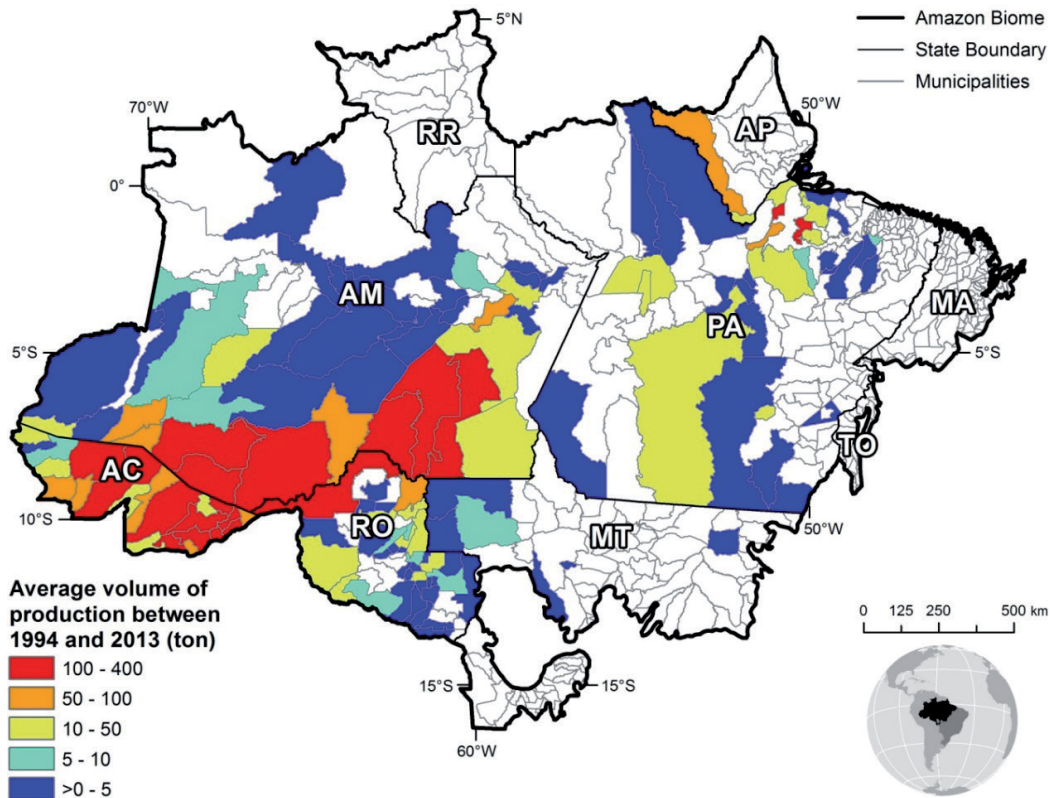 5°N
Amazon Biome
State Boundary
Municipalities
70°W
50°W
RR
AP
0°
AM
PA
MA
5°S
5°S
TO
AC
10°S
RO
MT
50°W
Average volume of
production between
1994 and 2013 (ton)
100 - 400
50 - 100
10 - 50
5 - 10
>0 - 5
0 125 250 500 km
15°S
15°S
60°W